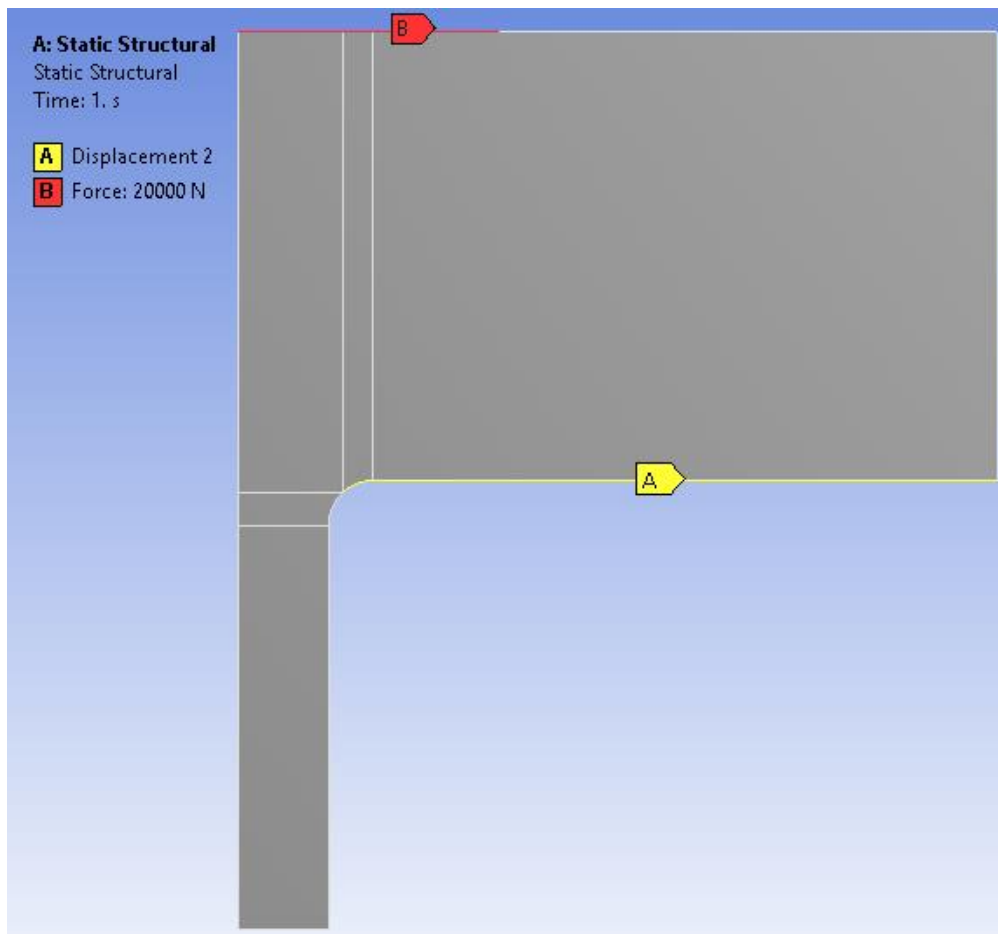 A: Static Structural
Static Structural
Time: 1. s
A Displacement 2
B Force: 20000 N
B
A